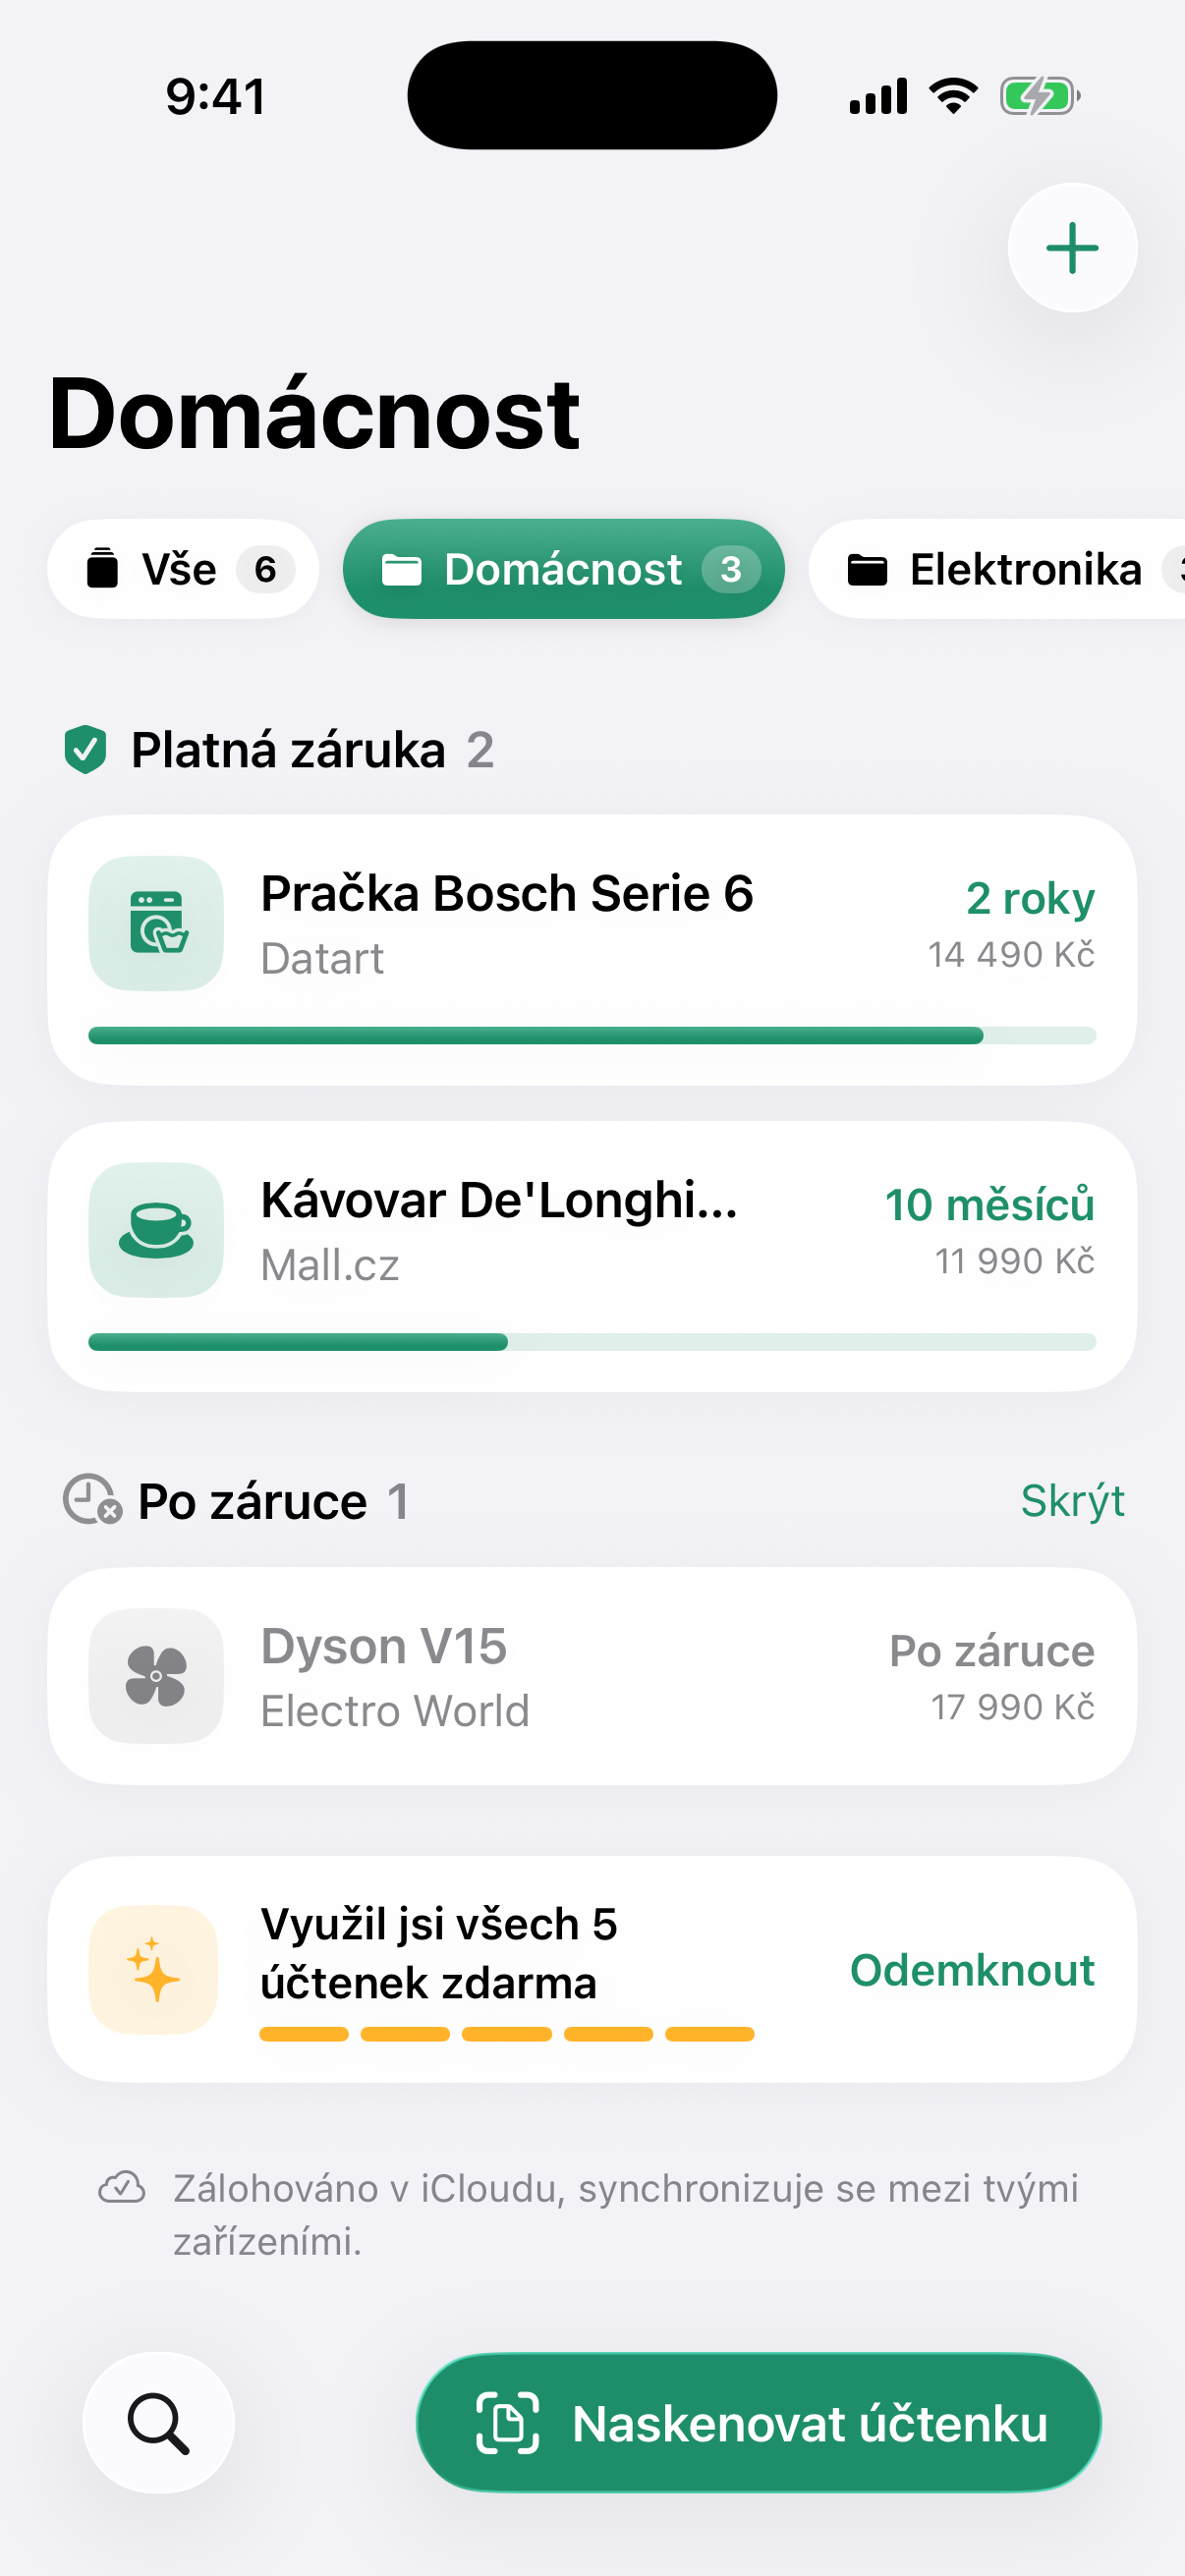 9:41
Domácnost
Vše 6
Domácnost 3
Elektronika
Platná záruka 2
Pračka Bosch Serie 6
2 roky
Datart
14 490 Kč
Kávovar De'Longhi...
10 měsíců
Mall.cz
11 990 Kč
Po záruce 1
Skrýt
Dyson V15
Po záruce
Electro World
17 990 Kč
Využil jsi všech 5
účtenek zdarma
Odemknout
Zálohováno v iCloudu, synchronizuje se mezi tvými
zařízeními.
Naskenovat účtenku